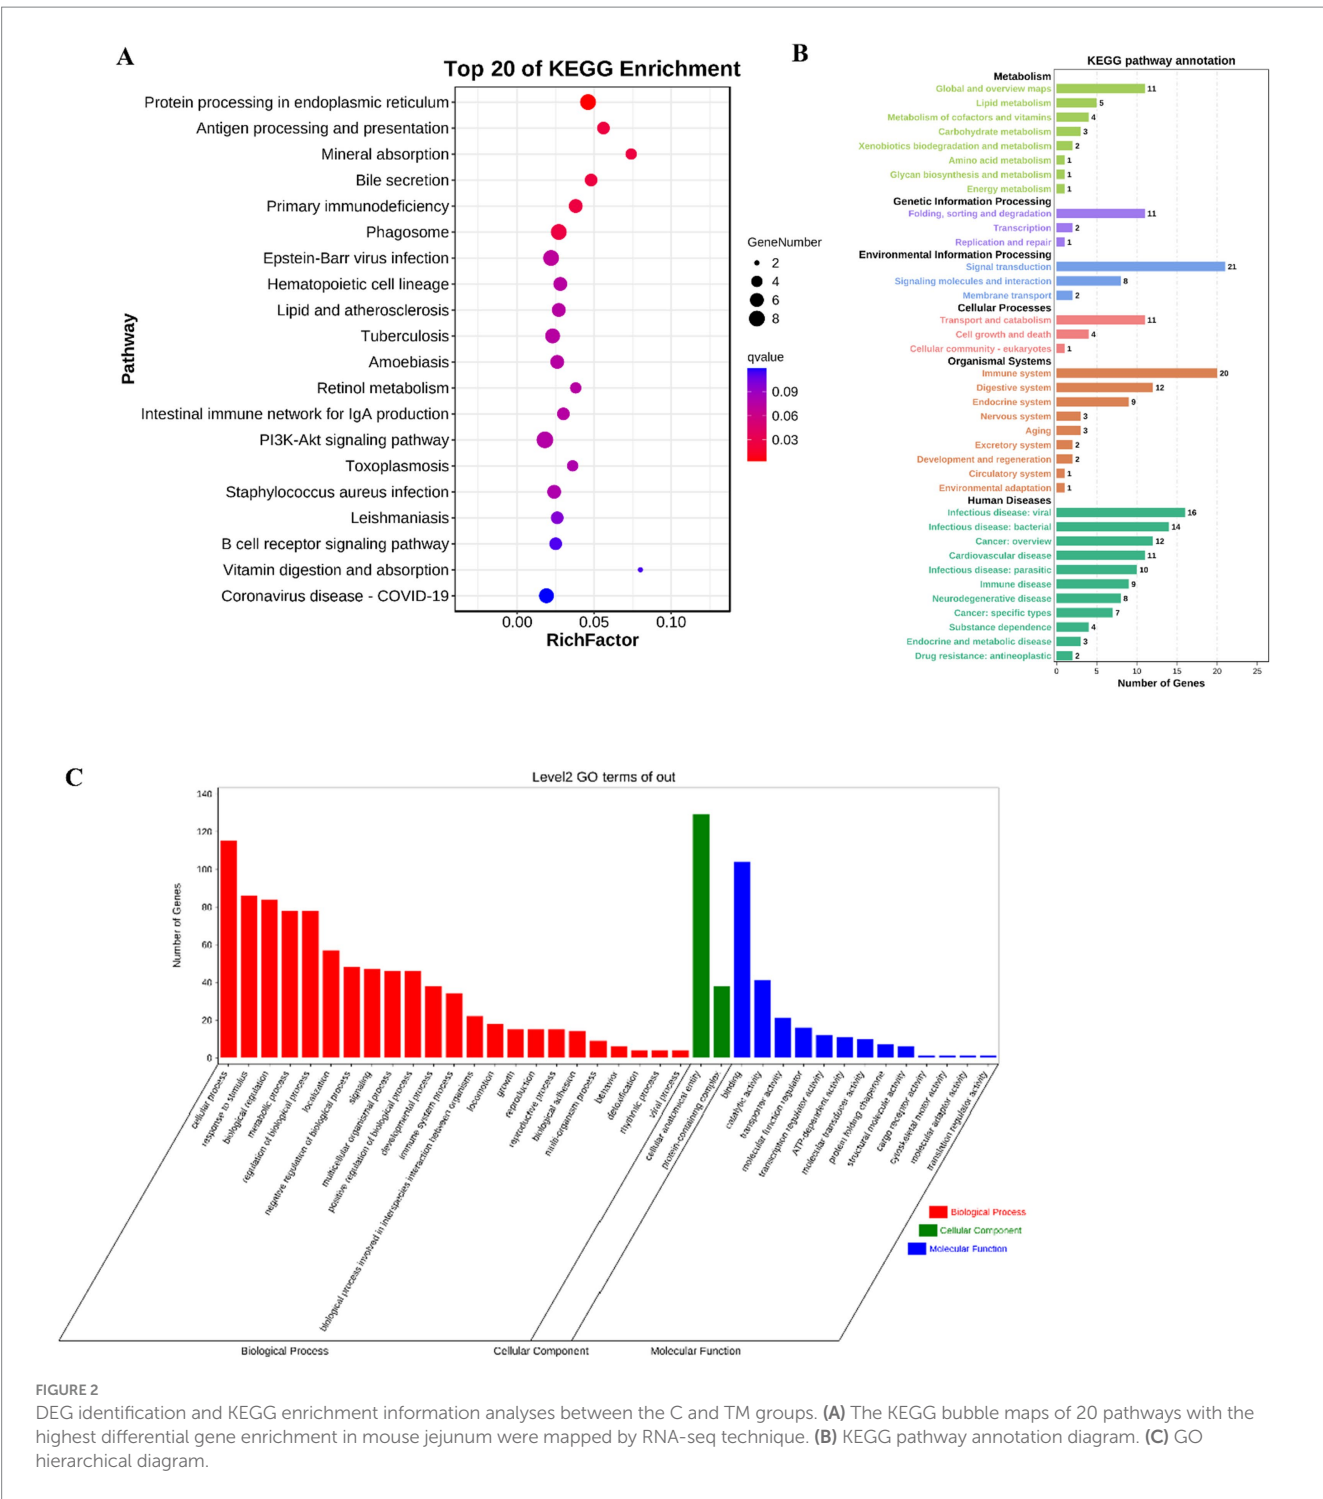 A
Top 20 of KEGG Enrichment
Protein processing in endoplasmic reticulum
Antigen processing and presentation
Mineral absorption
Bile secretion
Primary immunodeficiency
Phagosome
Epstein-Barr virus infection
Hematopoietic cell lineage
Lipid and atherosclerosis
Tuberculosis
Amoebiasis
Retinol metabolism
Intestinal immune network for IgA production
PI3K-Akt signaling pathway
Toxoplasmosis
Staphylococcus aureus infection
Leishmaniasis
B cell receptor signaling pathway
Vitamin digestion and absorption
Coronavirus disease - COVID-19
Pathway
0.00 0.05 0.10
RichFactor
GeneNumber
2
4
6
8
qvalue
0.09
0.06
0.03
B
KEGG pathway annotation
Metabolism
Global and overview maps 11
Lipid metabolism 5
Metabolism of cofactors and vitamins 4
Carbohydrate metabolism 3
Xenobiotics biodegradation and metabolism 2
Amino acid metabolism 1
Glycan biosynthesis and metabolism 1
Energy metabolism 1
Genetic Information Processing
Folding, sorting and degradation 11
Transcription 2
Replication and repair 1
Environmental Information Processing
Signal transduction 21
Signaling molecules and interaction 8
Membrane transport 2
Cellular Processes
Transport and catabolism 11
Cell growth and death 4
Cellular community - eukaryotes 1
Organismal Systems
Immune system 20
Digestive system 12
Endocrine system 9
Nervous system 3
Aging 3
Excretory system 2
Development and regeneration 2
Circulatory system 1
Environmental adaptation 1
Human Diseases
Infectious disease: viral 16
Infectious disease: bacterial 14
Cancer: overview 12
Cardiovascular disease 11
Infectious disease: parasitic 10
Immune disease 9
Neurodegenerative disease 8
Cancer: specific types 7
Substance dependence 4
Endocrine and metabolic disease 3
Drug resistance: antineoplastic 2
0 5 10 15 20 25
Number of Genes
C
Level2 GO terms of out
140
120
100
80
60
40
20
0
Number of Genes
cellular process
response to stimulus
biological regulation
metabolic process
regulation of biological process
localization
negative regulation of biological process
signaling
multicellular organismal process
positive regulation of biological process
developmental process
immune system process
biological process involved in interspecies interaction between organisms
locomotion
growth
reproduction
reproductive process
biological adhesion
multi-organism process
behavior
detoxification
rhythmic process
viral process
cellular anatomical entity
protein-containing complex
binding
catalytic activity
transporter activity
molecular function regulator
transcription regulator activity
ATP-dependent activity
molecular transducer activity
protein folding chaperone
structural molecule activity
cargo receptor activity
cytoskeletal motor activity
molecular adaptor activity
translation regulator activity
Biological Process
Cellular Component
Molecular Function
Biological Process
Cellular Component
Molecular Function
FIGURE 2
DEG identification and KEGG enrichment information analyses between the C and TM groups. (A) The KEGG bubble maps of 20 pathways with the
highest differential gene enrichment in mouse jejunum were mapped by RNA-seq technique. (B) KEGG pathway annotation diagram. (C) GO
hierarchical diagram.